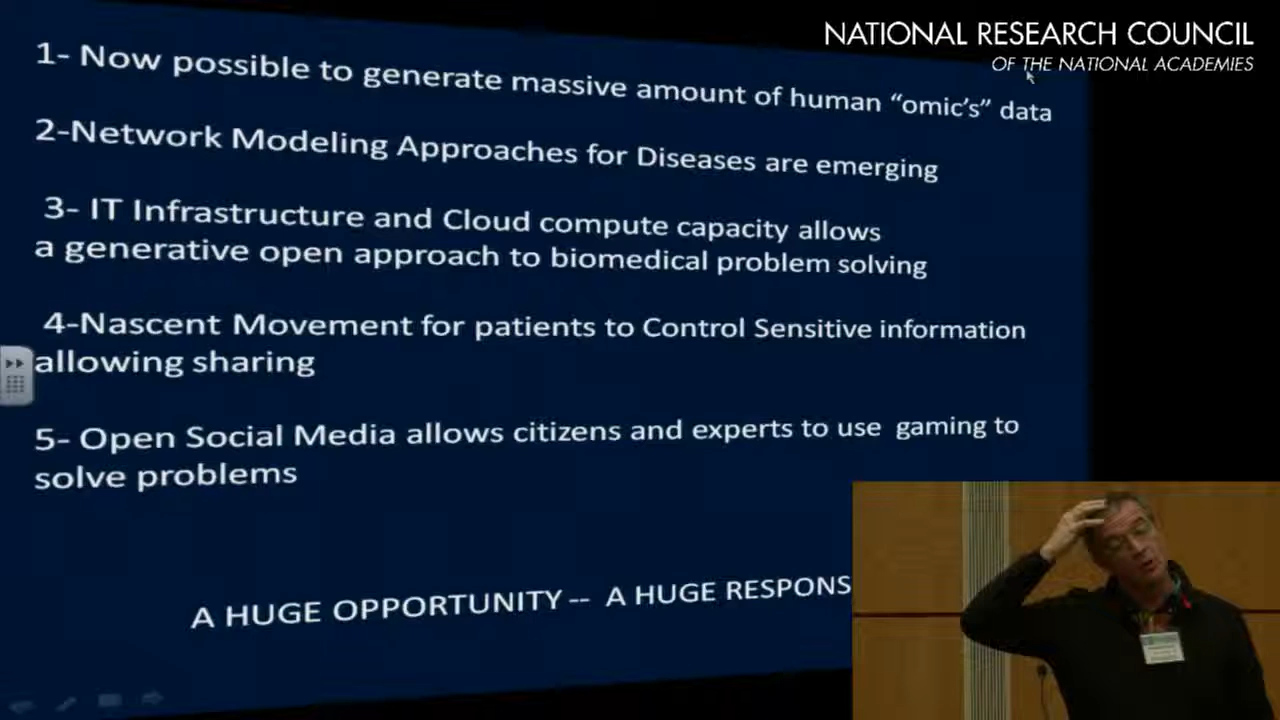 NATIONAL RESEARCH COUNCIL
OF THE NATIONAL ACADEMIES
1- Now possible to generate massive amount of human “omic’s” data
2-Network Modeling Approaches for Diseases are emerging
3- IT Infrastructure and Cloud compute capacity allows
a generative open approach to biomedical problem solving
4-Nascent Movement for patients to Control Sensitive information
allowing sharing
5- Open Social Media allows citizens and experts to use gaming to
solve problems
A HUGE OPPORTUNITY -- A HUGE RESPONS